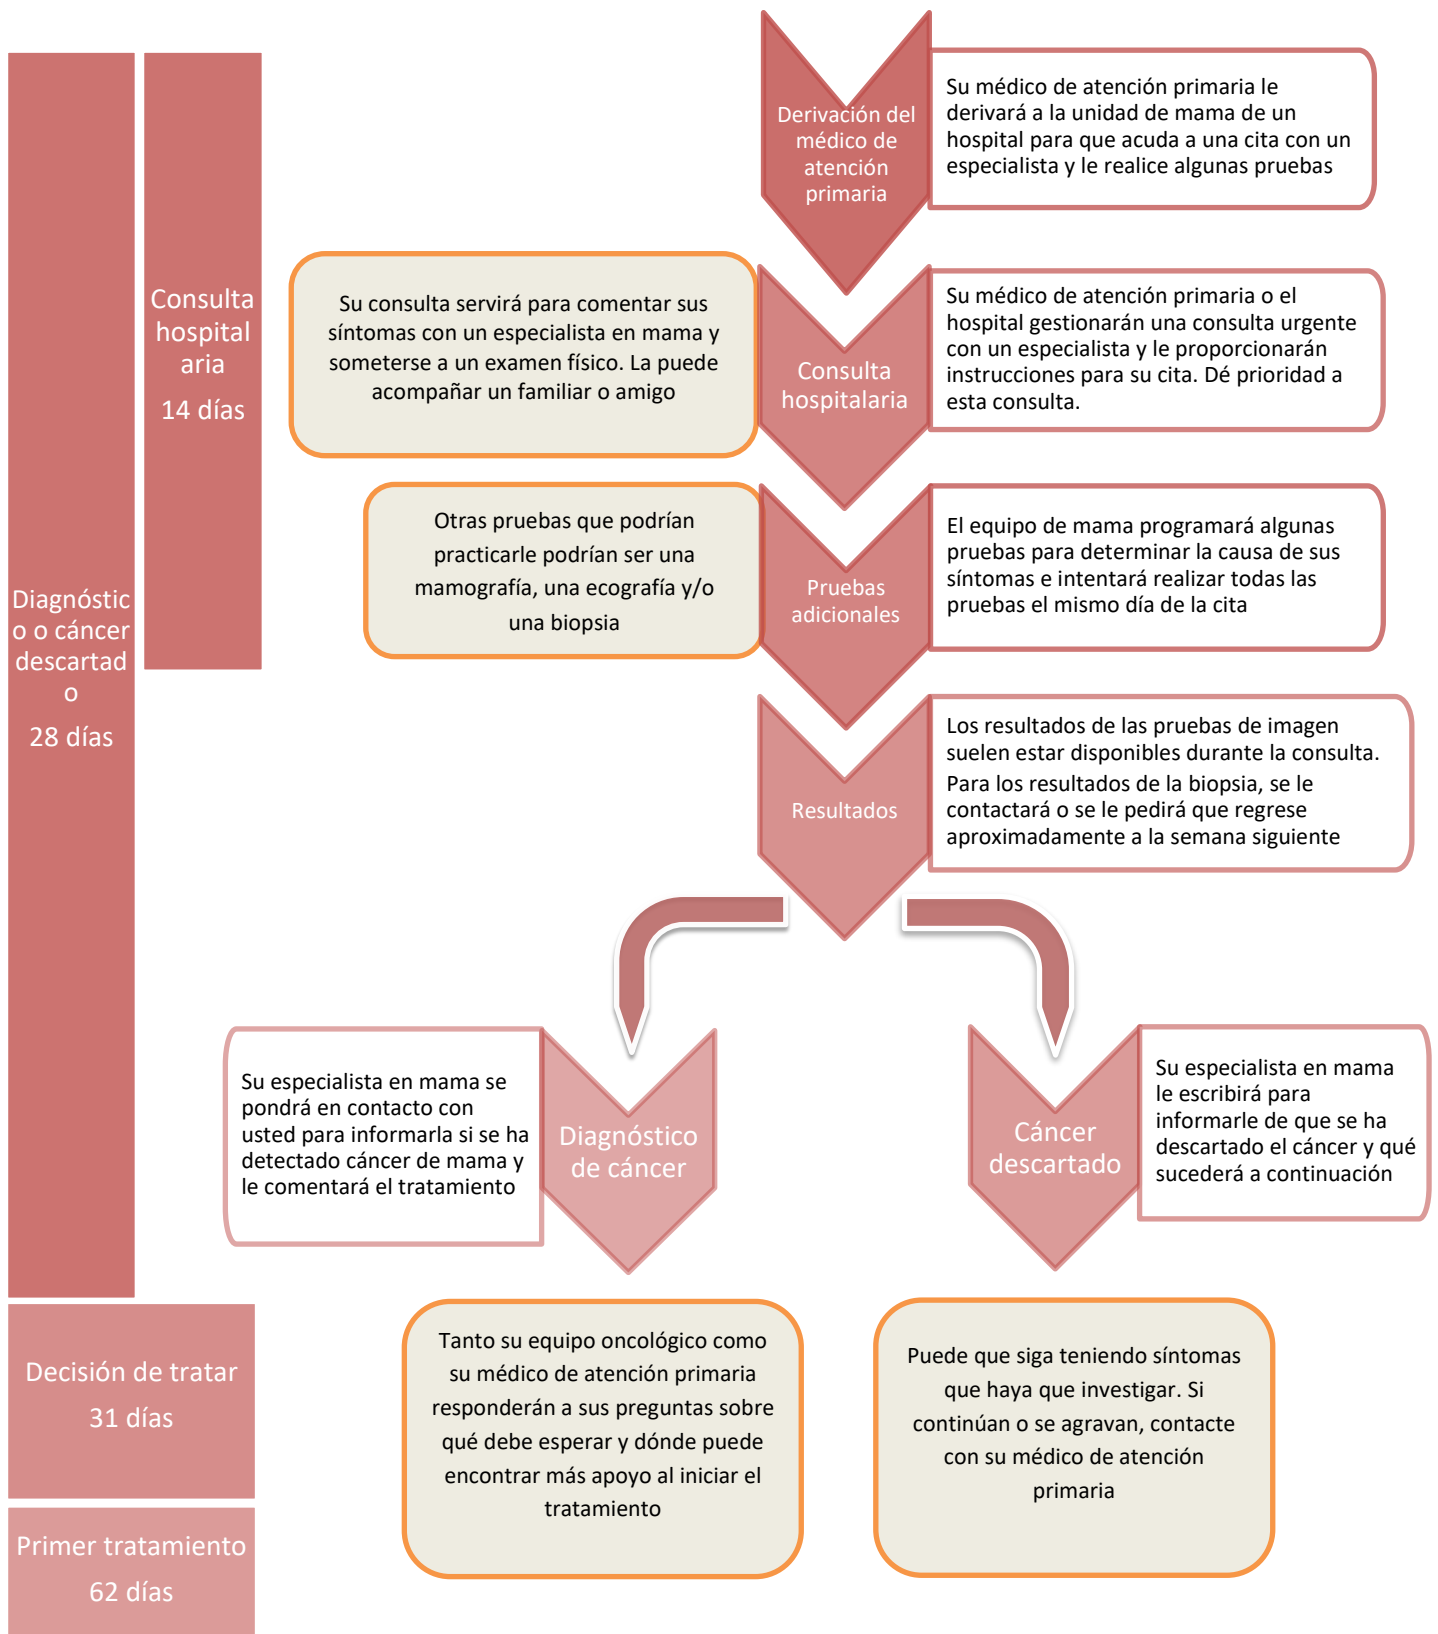 Derivación del
médico de
atención
primaria
Su médico de atención primaria le
derivará a la unidad de mama de un
hospital para que acuda a una cita con un
especialista y le realice algunas pruebas
Diagnóstic
o o cáncer
descartad
o
28 días
Consulta
hospital
aria
14 días
Su consulta servirá para comentar sus
síntomas con un especialista en mama y
someterse a un examen físico. La puede
acompañar un familiar o amigo
Consulta
hospitalaria
Su médico de atención primaria o el
hospital gestionarán una consulta urgente
con un especialista y le proporcionarán
instrucciones para su cita. Dé prioridad a
esta consulta.
Otras pruebas que podrían
practicarle podrían ser una
mamografía, una ecografía y/o
una biopsia
Pruebas
adicionales
El equipo de mama programará algunas
pruebas para determinar la causa de sus
síntomas e intentará realizar todas las
pruebas el mismo día de la cita
Resultados
Los resultados de las pruebas de imagen
suelen estar disponibles durante la consulta.
Para los resultados de la biopsia, se le
contactará o se le pedirá que regrese
aproximadamente a la semana siguiente
Su especialista en mama se
pondrá en contacto con
usted para informarla si se ha
detectado cáncer de mama y
le comentará el tratamiento
Diagnóstico
de cáncer
Cáncer
descartado
Su especialista en mama
le escribirá para
informarle de que se ha
descartado el cáncer y qué
sucederá a continuación
Tanto su equipo oncológico como
su médico de atención primaria
responderán a sus preguntas sobre
qué debe esperar y dónde puede
encontrar más apoyo al iniciar el
tratamiento
Puede que siga teniendo síntomas
que haya que investigar. Si
continúan o se agravan, contacte
con su médico de atención
primaria
Decisión de tratar
31 días
Primer tratamiento
62 días